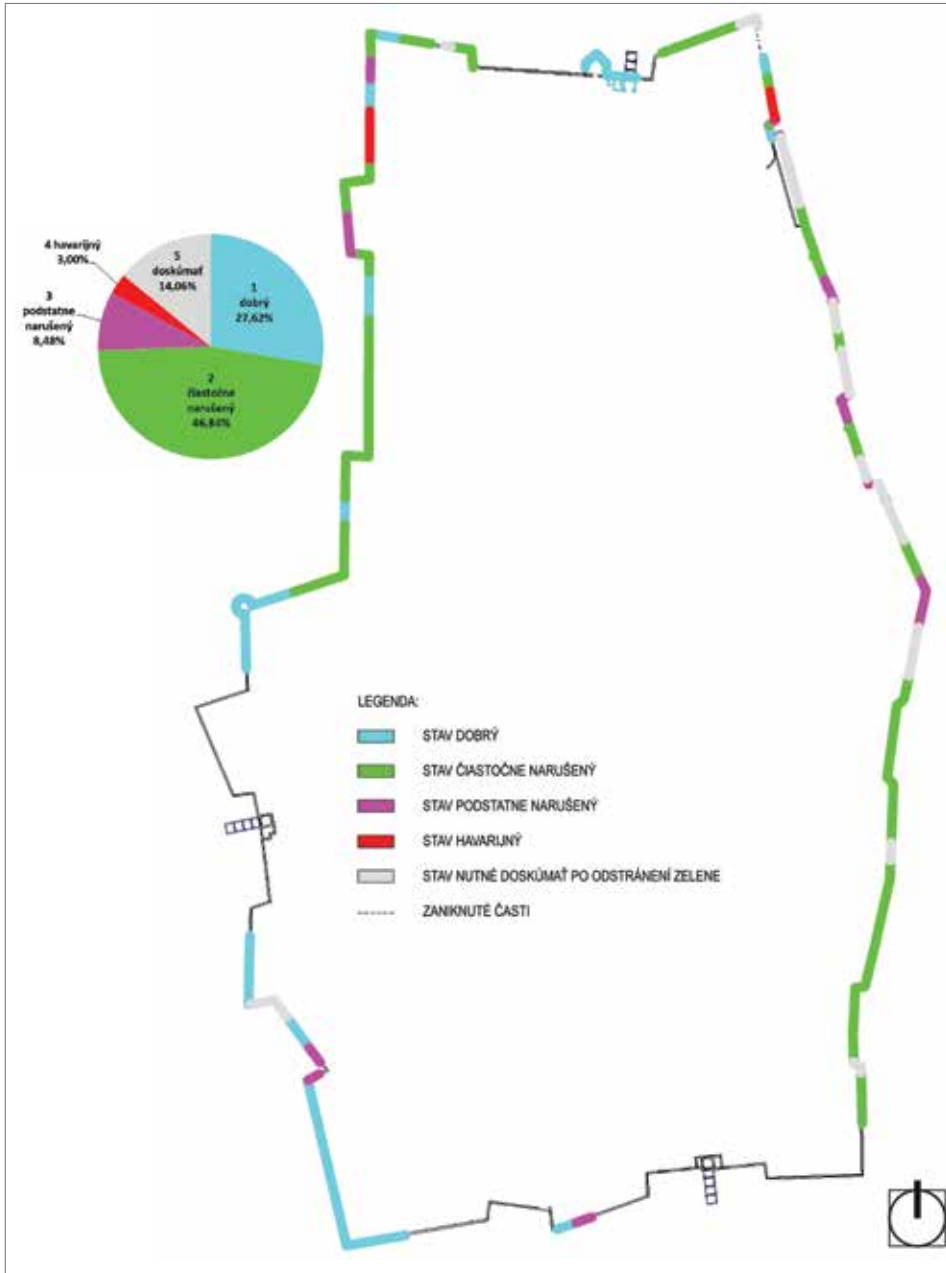 4 havarijný
3,00%
5
doskúmať
14,06%
1
dobrý
27,62%
3
podstatne
narušený
8,48%
2
čiastočne
narušený
46,84%
LEGENDA:
STAV DOBRÝ
STAV ČIASTOČNE NARUŠENÝ
STAV PODSTATNE NARUŠENÝ
STAV HAVARIJNÝ
STAV NUTNÉ DOSKÚMAŤ PO ODSTRÁNENÍ ZELENE
ZANIKNUTÉ ČASTI